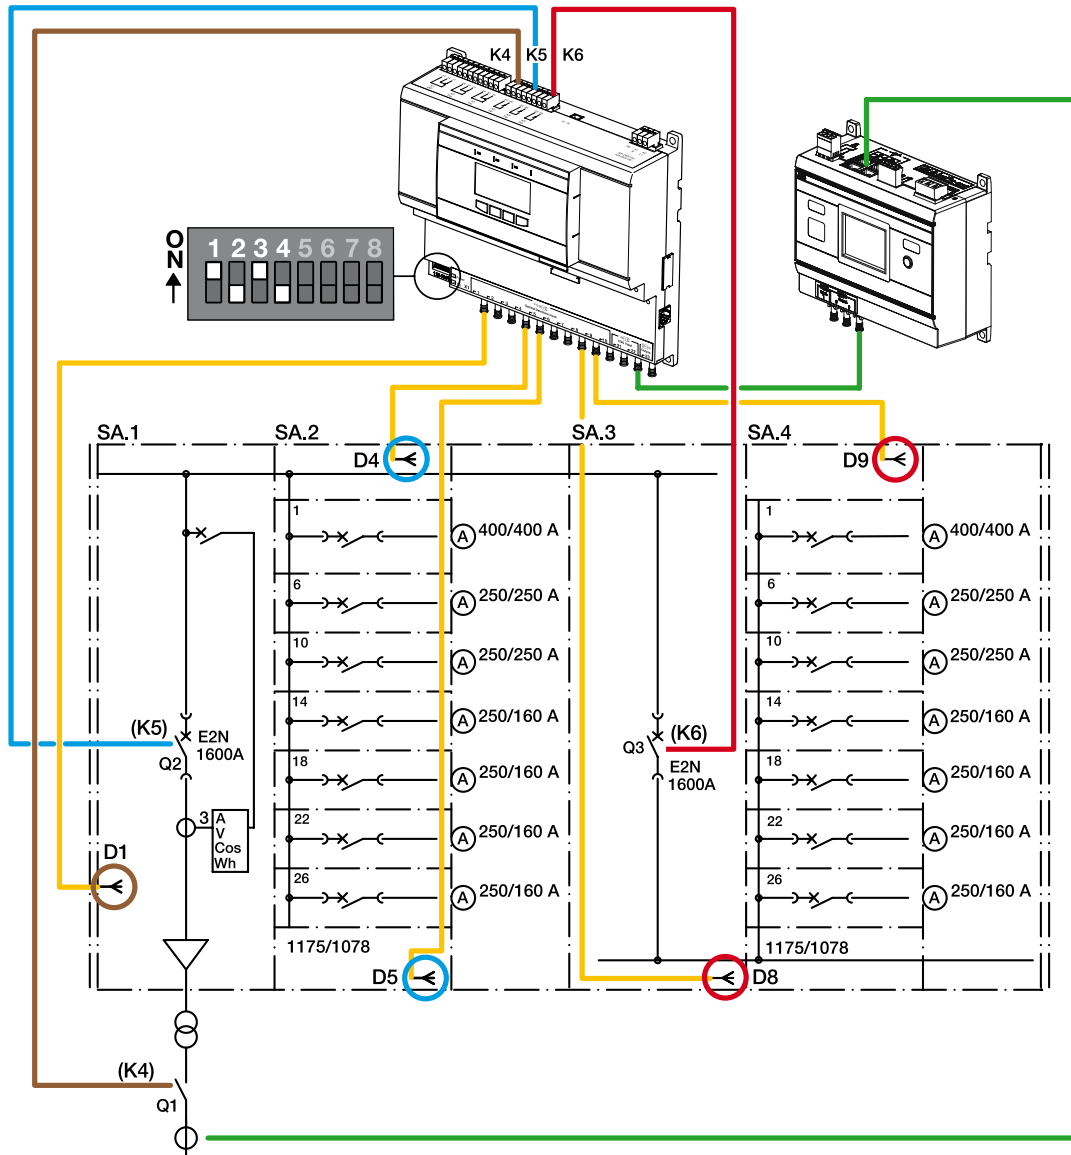 K4 K5 K6
ON
1 2 3 4 5 6 7 8
SA.1
SA.2
SA.3
SA.4
D4
D9
1
400/400 A
A
6
250/250 A
A
10
250/250 A
A
14
250/160 A
A
18
250/160 A
A
22
250/160 A
A
26
250/160 A
A
1175/1078
(K5)
E2N
1600A
Q2
3
A
V
Cos
Wh
D1
D5
(K6)
Q3
E2N
1600A
1
400/400 A
A
6
250/250 A
A
10
250/250 A
A
14
250/160 A
A
18
250/160 A
A
22
250/160 A
A
26
250/160 A
A
1175/1078
D8
(K4)
Q1